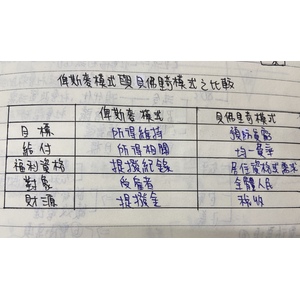 俾斯麥模式與貝佛里奇模式之比較
俾斯麥模式 貝佛里奇模式
目標 所得維持 預防貧窮
給付 所得相關 均一費率
福利資格 提撥紀錄 居住資格或需求
對象 受雇者 全體人民
財源 提撥金 稅收